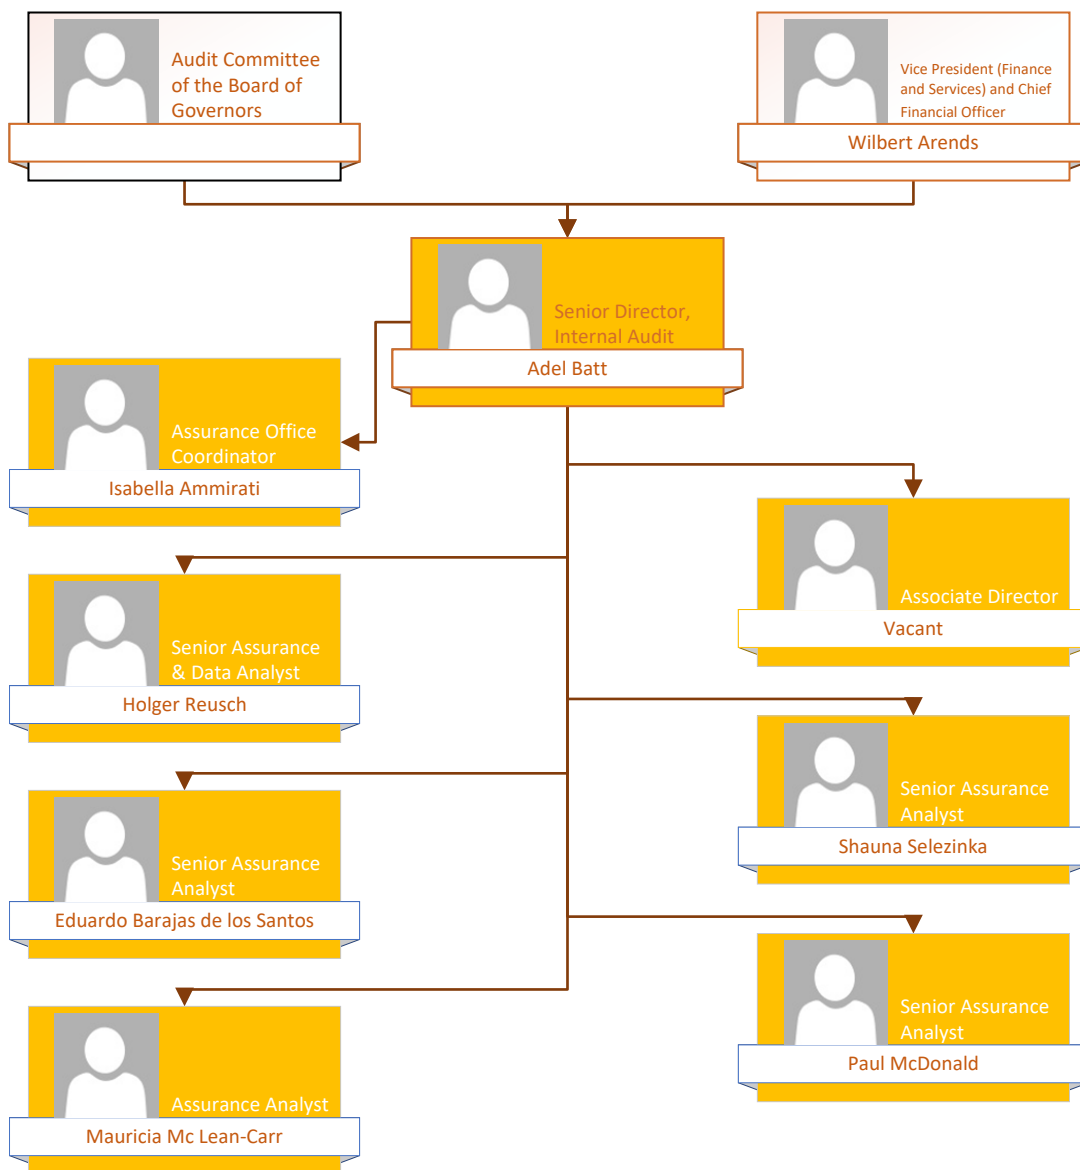 Audit Committee
of the Board of
Governors
Vice President (Finance
and Services) and Chief
Financial Officer
Wilbert Arends
Senior Director,
Internal Audit
Adel Batt
Assurance Office
Coordinator
Isabella Ammirati
Associate Director
Vacant
Senior Assurance
& Data Analyst
Holger Reusch
Senior Assurance
Analyst
Shauna Selezinka
Senior Assurance
Analyst
Eduardo Barajas de los Santos
Senior Assurance
Analyst
Paul McDonald
Assurance Analyst
Mauricia Mc Lean-Carr